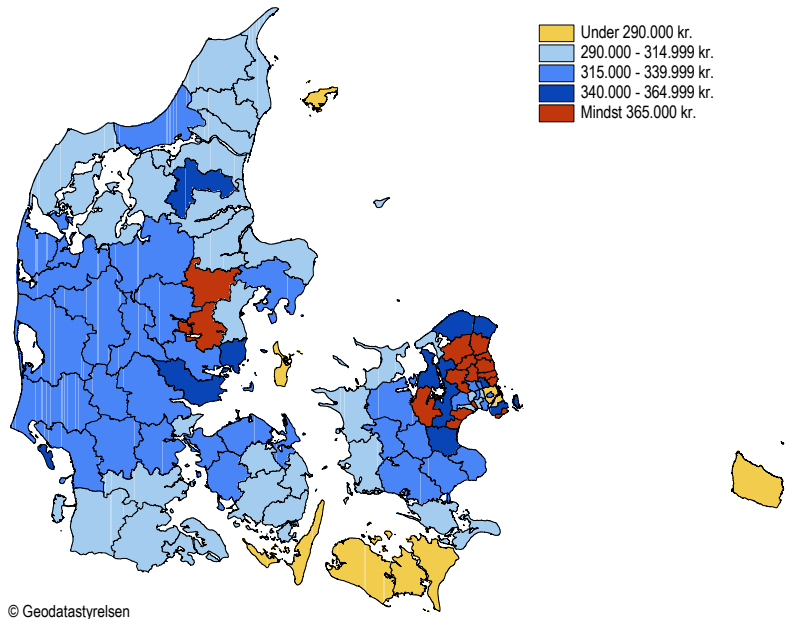 Under 290.000 kr.
290.000 - 314.999 kr.
315.000 - 339.999 kr.
340.000 - 364.999 kr.
Mindst 365.000 kr.
© Geodatastyrelsen